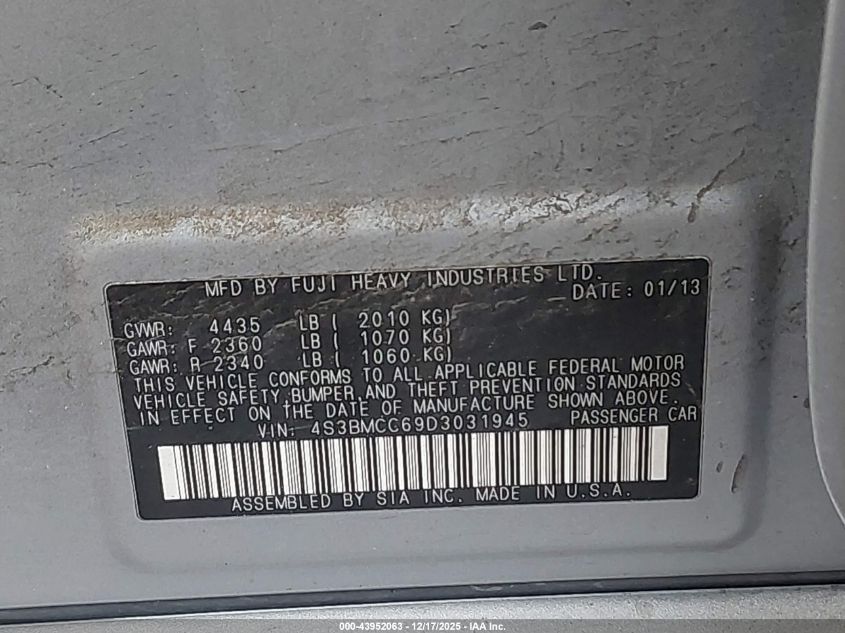 MFD BY FUJI HEAVY INDUSTRIES LTD.
DATE: 01/13
GVWR: 4435 LB ( 2010 KG)
GAWR: F 2360 LB ( 1070 KG)
GAWR: R 2340 LB ( 1060 KG)
THIS VEHICLE CONFORMS TO ALL APPLICABLE FEDERAL MOTOR
VEHICLE SAFETY, BUMPER, AND THEFT PREVENTION STANDARDS
IN EFFECT ON THE DATE OF MANUFACTURE SHOWN ABOVE.
VIN: 4S3BMCC69D3031945 PASSENGER CAR
ASSEMBLED BY SIA INC. MADE IN U.S.A.
000-43952063 - 12/17/2025 - IAA Inc.